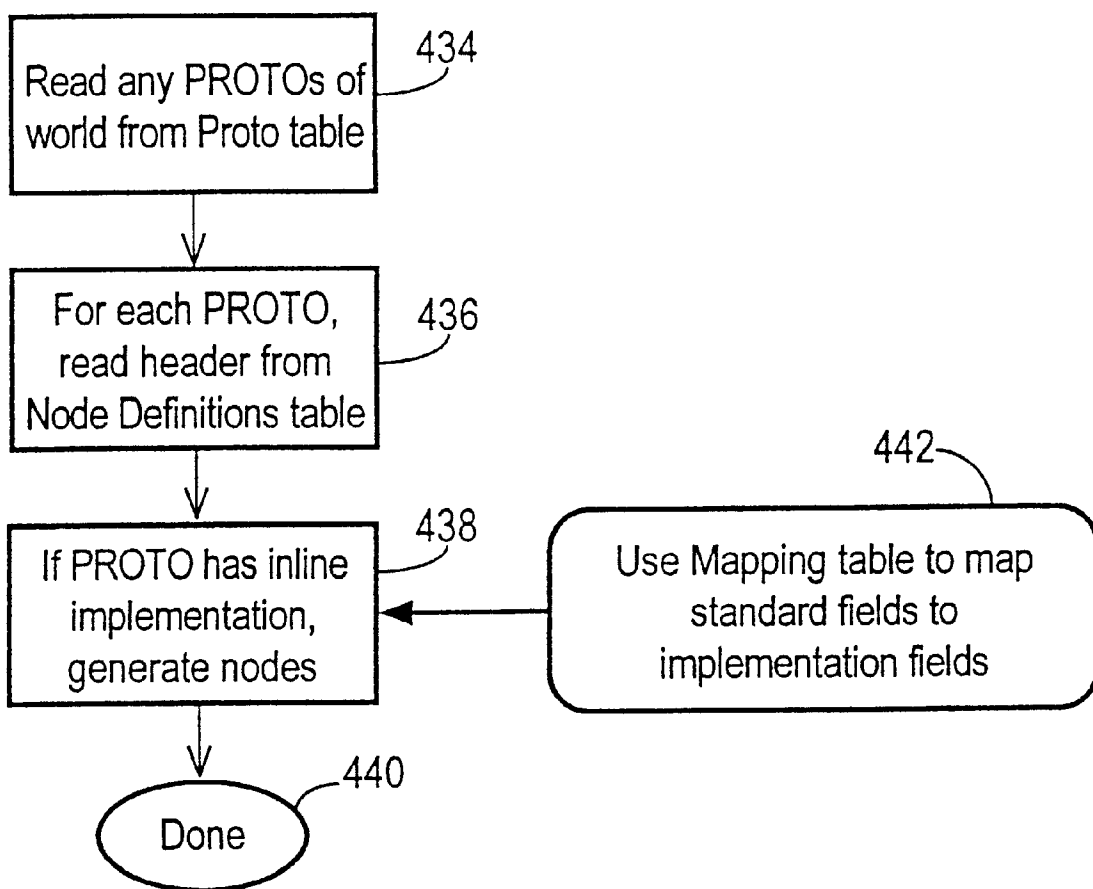 434
Read any PROTOs of
world from Proto table
436
For each PROTO,
read header from
Node Definitions table
442
438
If PROTO has inline
implementation,
generate nodes
Use Mapping table to map
standard fields to
implementation fields
440
Done